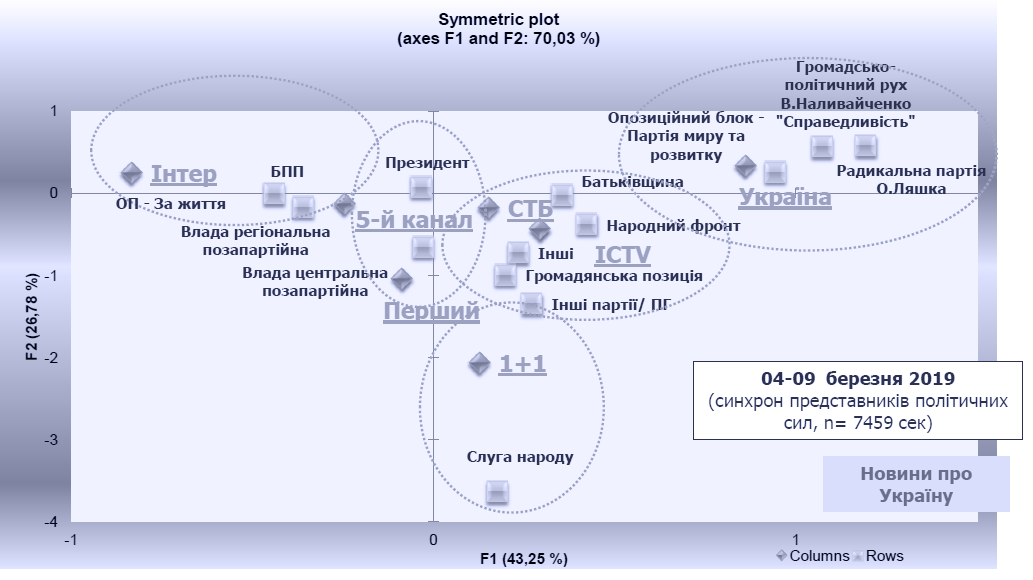 Symmetric plot
(axes F1 and F2: 70,03 %)
Громадсько-
політичний рух
В.Наливайченко
"Справедливість"
Опозиційний блок -
Партія миру та
розвитку
Радикальна партія
О.Ляшка
Україна
Інтер
ОП - За життя
БПП
Президент
Влада регіональна
позапартійна
5-й канал
Влада центральна
позапартійна
Перший
Батьківщина
СТБ
Народний фронт
Інші
ICTV
Громадянська позиція
Інші партії/ ПГ
1+1
Слуга народу
04-09 березня 2019
(синхрон представників політичних
сил, n= 7459 сек)
Новини про
Україну
F2 (26,78 %)
1
0
-1
-2
-3
-4
-1
0
1
F1 (43,25 %)
Columns
Rows